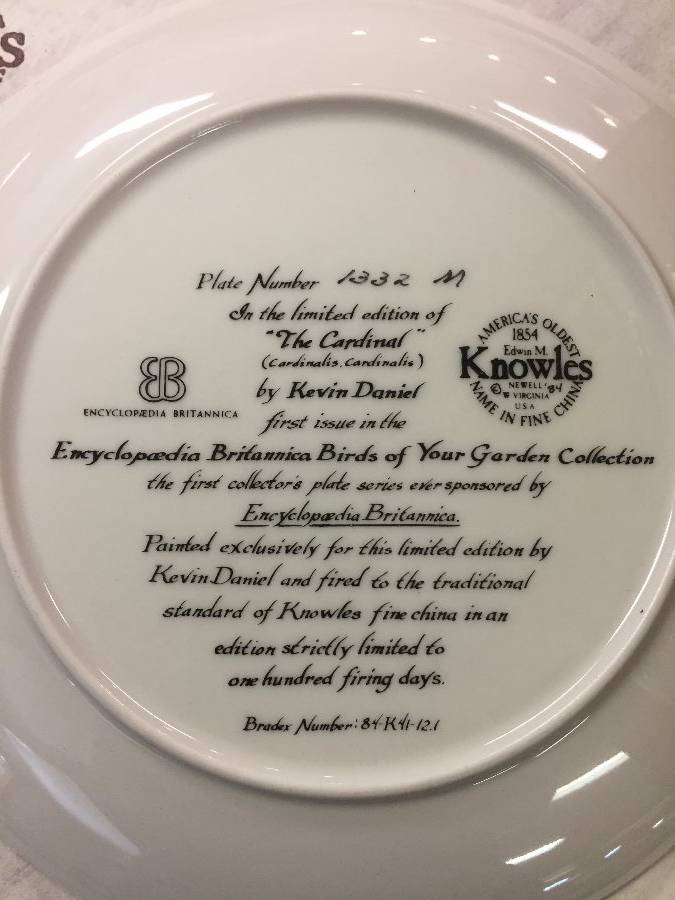 Plate Number 1332 M
In the limited edition of
"The Cardinal"
(Cardinalis. Cardinalis)
by Kevin Daniel
first issue in the
Encyclopædia Britannica Birds of Your Garden Collection
the first collector's plate series ever sponsored by
Encyclopædia Britannica.
Painted exclusively for this limited edition by
Kevin Daniel and fired to the traditional
standard of Knowles fine china in an
edition strictly limited to
one hundred firing days.
Bradex Number: 84-K41-12.1
ENCYCLOPÆDIA BRITANNICA
AMERICA'S OLDEST
1854
Edwin M.
Knowles
© NEWELL '84
W VIRGINIA
U.S.A
NAME IN FINE CHINA